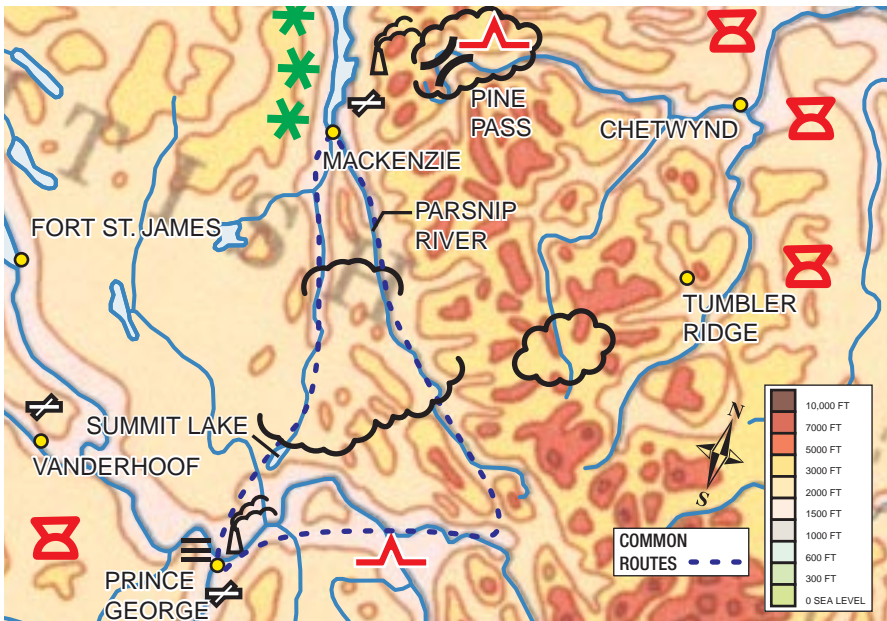 PINE
PASS
CHETWYND
MACKENZIE
PARSNIP
RIVER
FORT ST. JAMES
TUMBLER
RIDGE
SUMMIT LAKE
VANDERHOOF
PRINCE
GEORGE
COMMON
ROUTES
N
S
10,000 FT
7000 FT
5000 FT
3000 FT
2000 FT
1500 FT
1000 FT
600 FT
300 FT
0 SEA LEVEL
T I S H